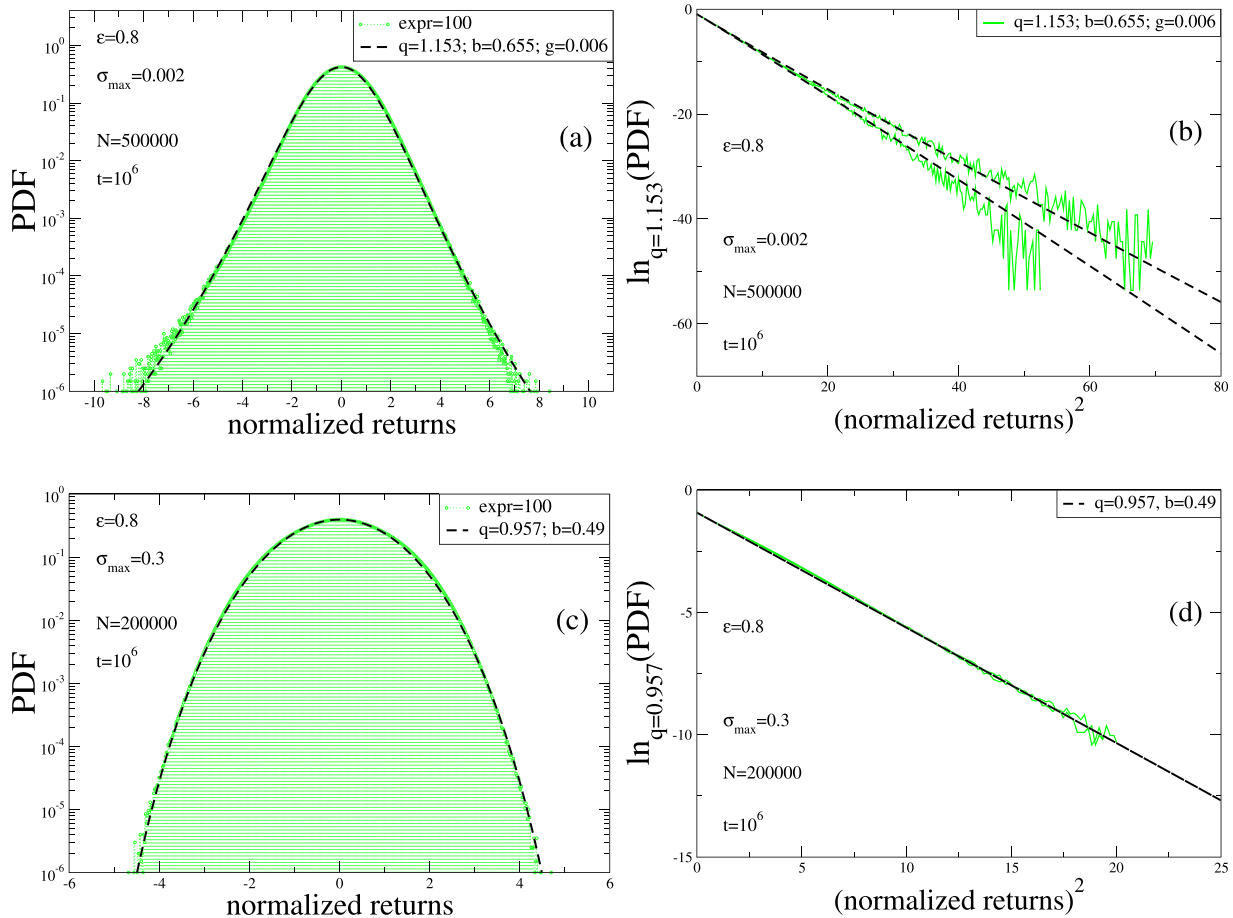 expr=100
q=1.153; b=0.655; g=0.006
ε=0.8
σmax=0.002
N=500000
t=10^6
(a)
PDF
10^0
10^-1
10^-2
10^-3
10^-4
10^-5
10^-6
-10 -8 -6 -4 -2 0 2 4 6 8 10
normalized returns
q=1.153; b=0.655; g=0.006
(b)
ε=0.8
σmax=0.002
N=500000
t=10^6
ln_q=1.153(PDF)
0
-20
-40
-60
0 20 40 60 80
(normalized returns)^2
expr=100
q=0.957; b=0.49
ε=0.8
σmax=0.3
N=200000
t=10^6
(c)
PDF
10^0
10^-1
10^-2
10^-3
10^-4
10^-5
10^-6
-6 -4 -2 0 2 4 6
normalized returns
q=0.957, b=0.49
(d)
ε=0.8
σmax=0.3
N=200000
t=10^6
ln_q=0.957(PDF)
0
-5
-10
-15
0 5 10 15 20 25
(normalized returns)^2